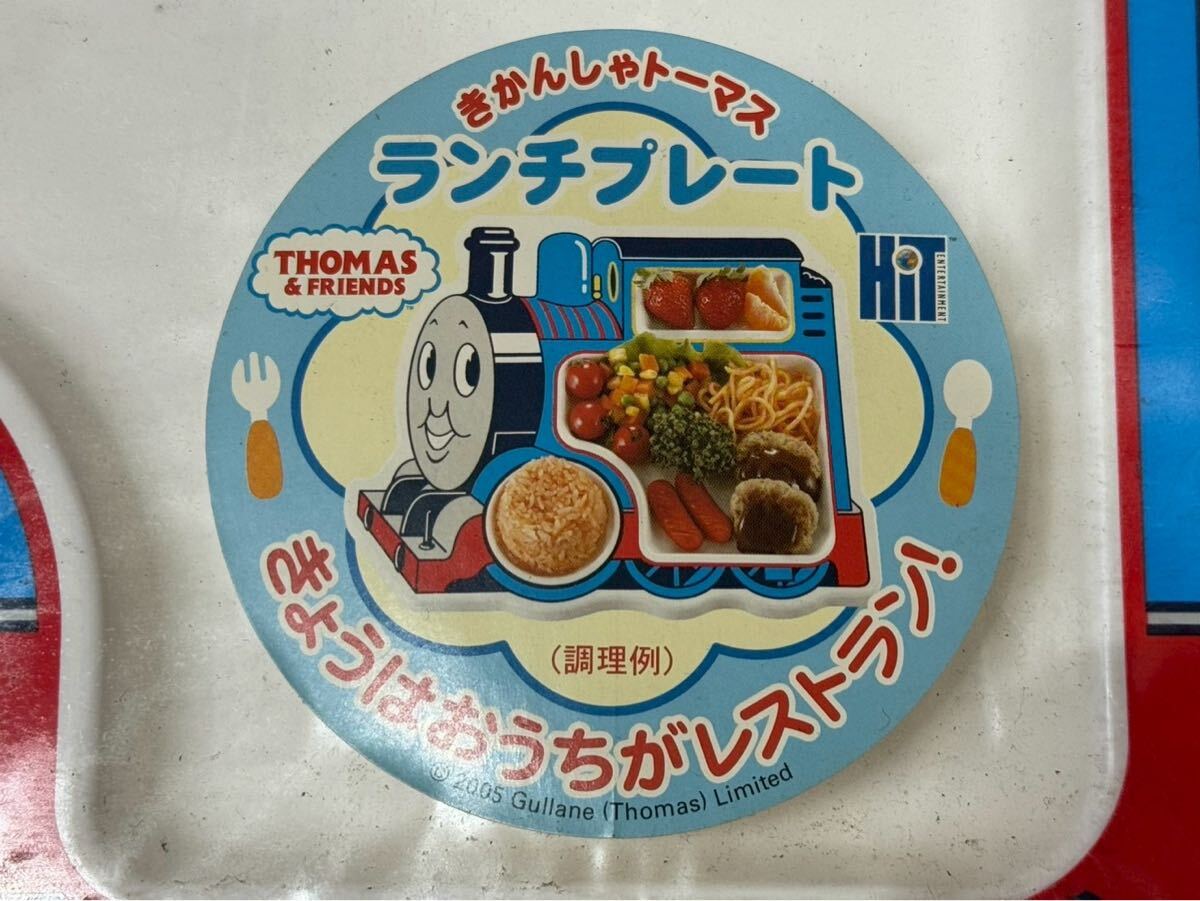 きかんしゃトーマス
ランチプレート
THOMAS
& FRIENDS™
HiT™
ENTERTAINMENT
（調理例）
きょうはおうちがレストラン！
© 2005 Gullane (Thomas) Limited